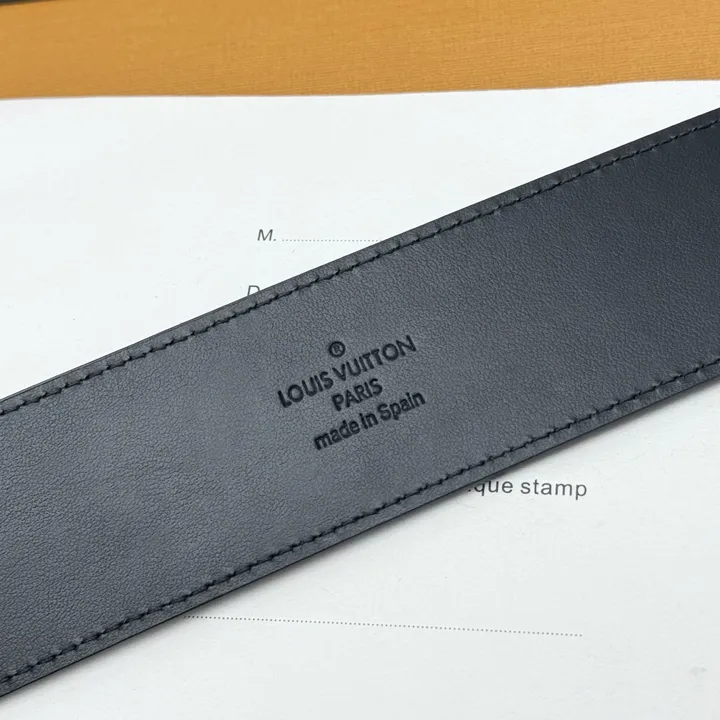 M. ..............................
®
LOUIS VUITTON
PARIS
made in Spain
que stamp